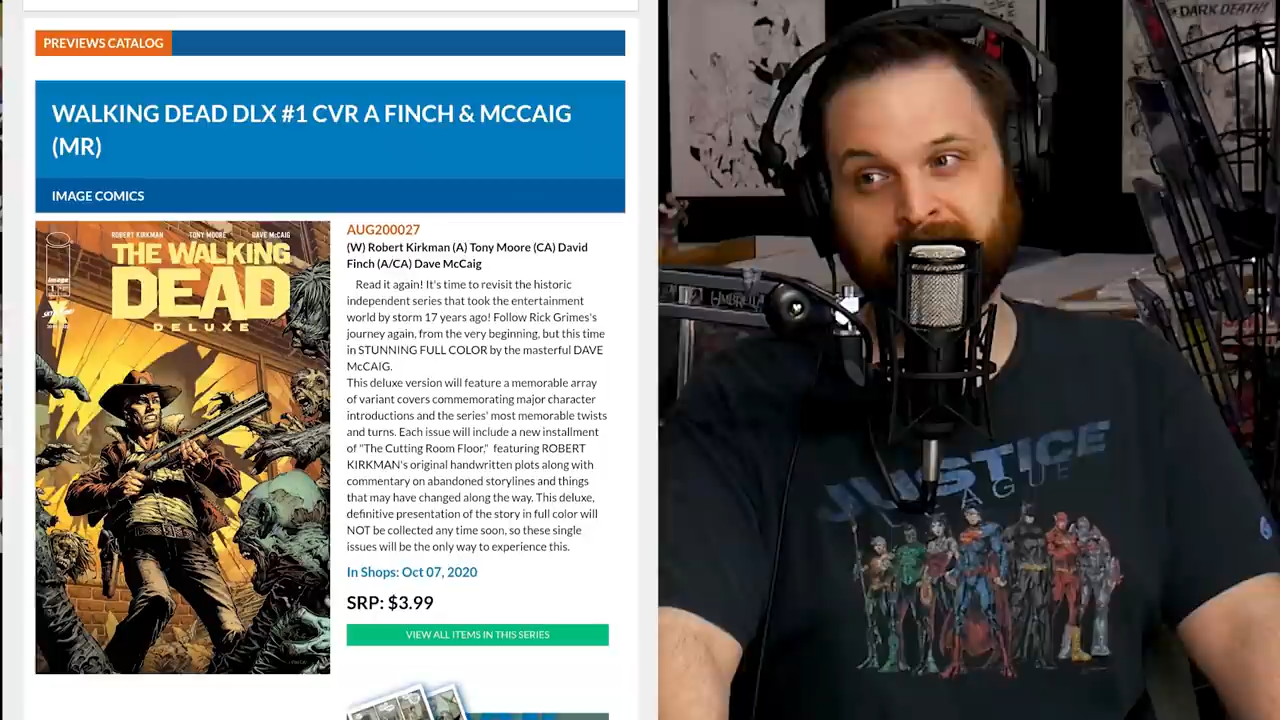 PREVIEWS CATALOG
WALKING DEAD DLX #1 CVR A FINCH & MCCAIG
(MR)
IMAGE COMICS
ROBERT KIRKMAN TONY MOORE DAVE McCAIG
THE WALKING
DEAD
DELUXE
image
AUG200027
(W) Robert Kirkman (A) Tony Moore (CA) David
Finch (A/CA) Dave McCaig
Read it again! It's time to revisit the historic
independent series that took the entertainment
world by storm 17 years ago! Follow Rick Grimes's
journey again, from the very beginning, but this time
in STUNNING FULL COLOR by the masterful DAVE
McCAIG.
This deluxe version will feature a memorable array
of variant covers commemorating major character
introductions and the series' most memorable twists
and turns. Each issue will include a new installment
of "The Cutting Room Floor," featuring ROBERT
KIRKMAN's original handwritten plots along with
commentary on abandoned storylines and things
that may have changed along the way. This deluxe,
definitive presentation of the story in full color will
NOT be collected any time soon, so these single
issues will be the only way to experience this.
In Shops: Oct 07, 2020
SRP: $3.99
VIEW ALL ITEMS IN THIS SERIES
DARK DEATH!
UMBRELLA
JUSTICE
LEAGUE